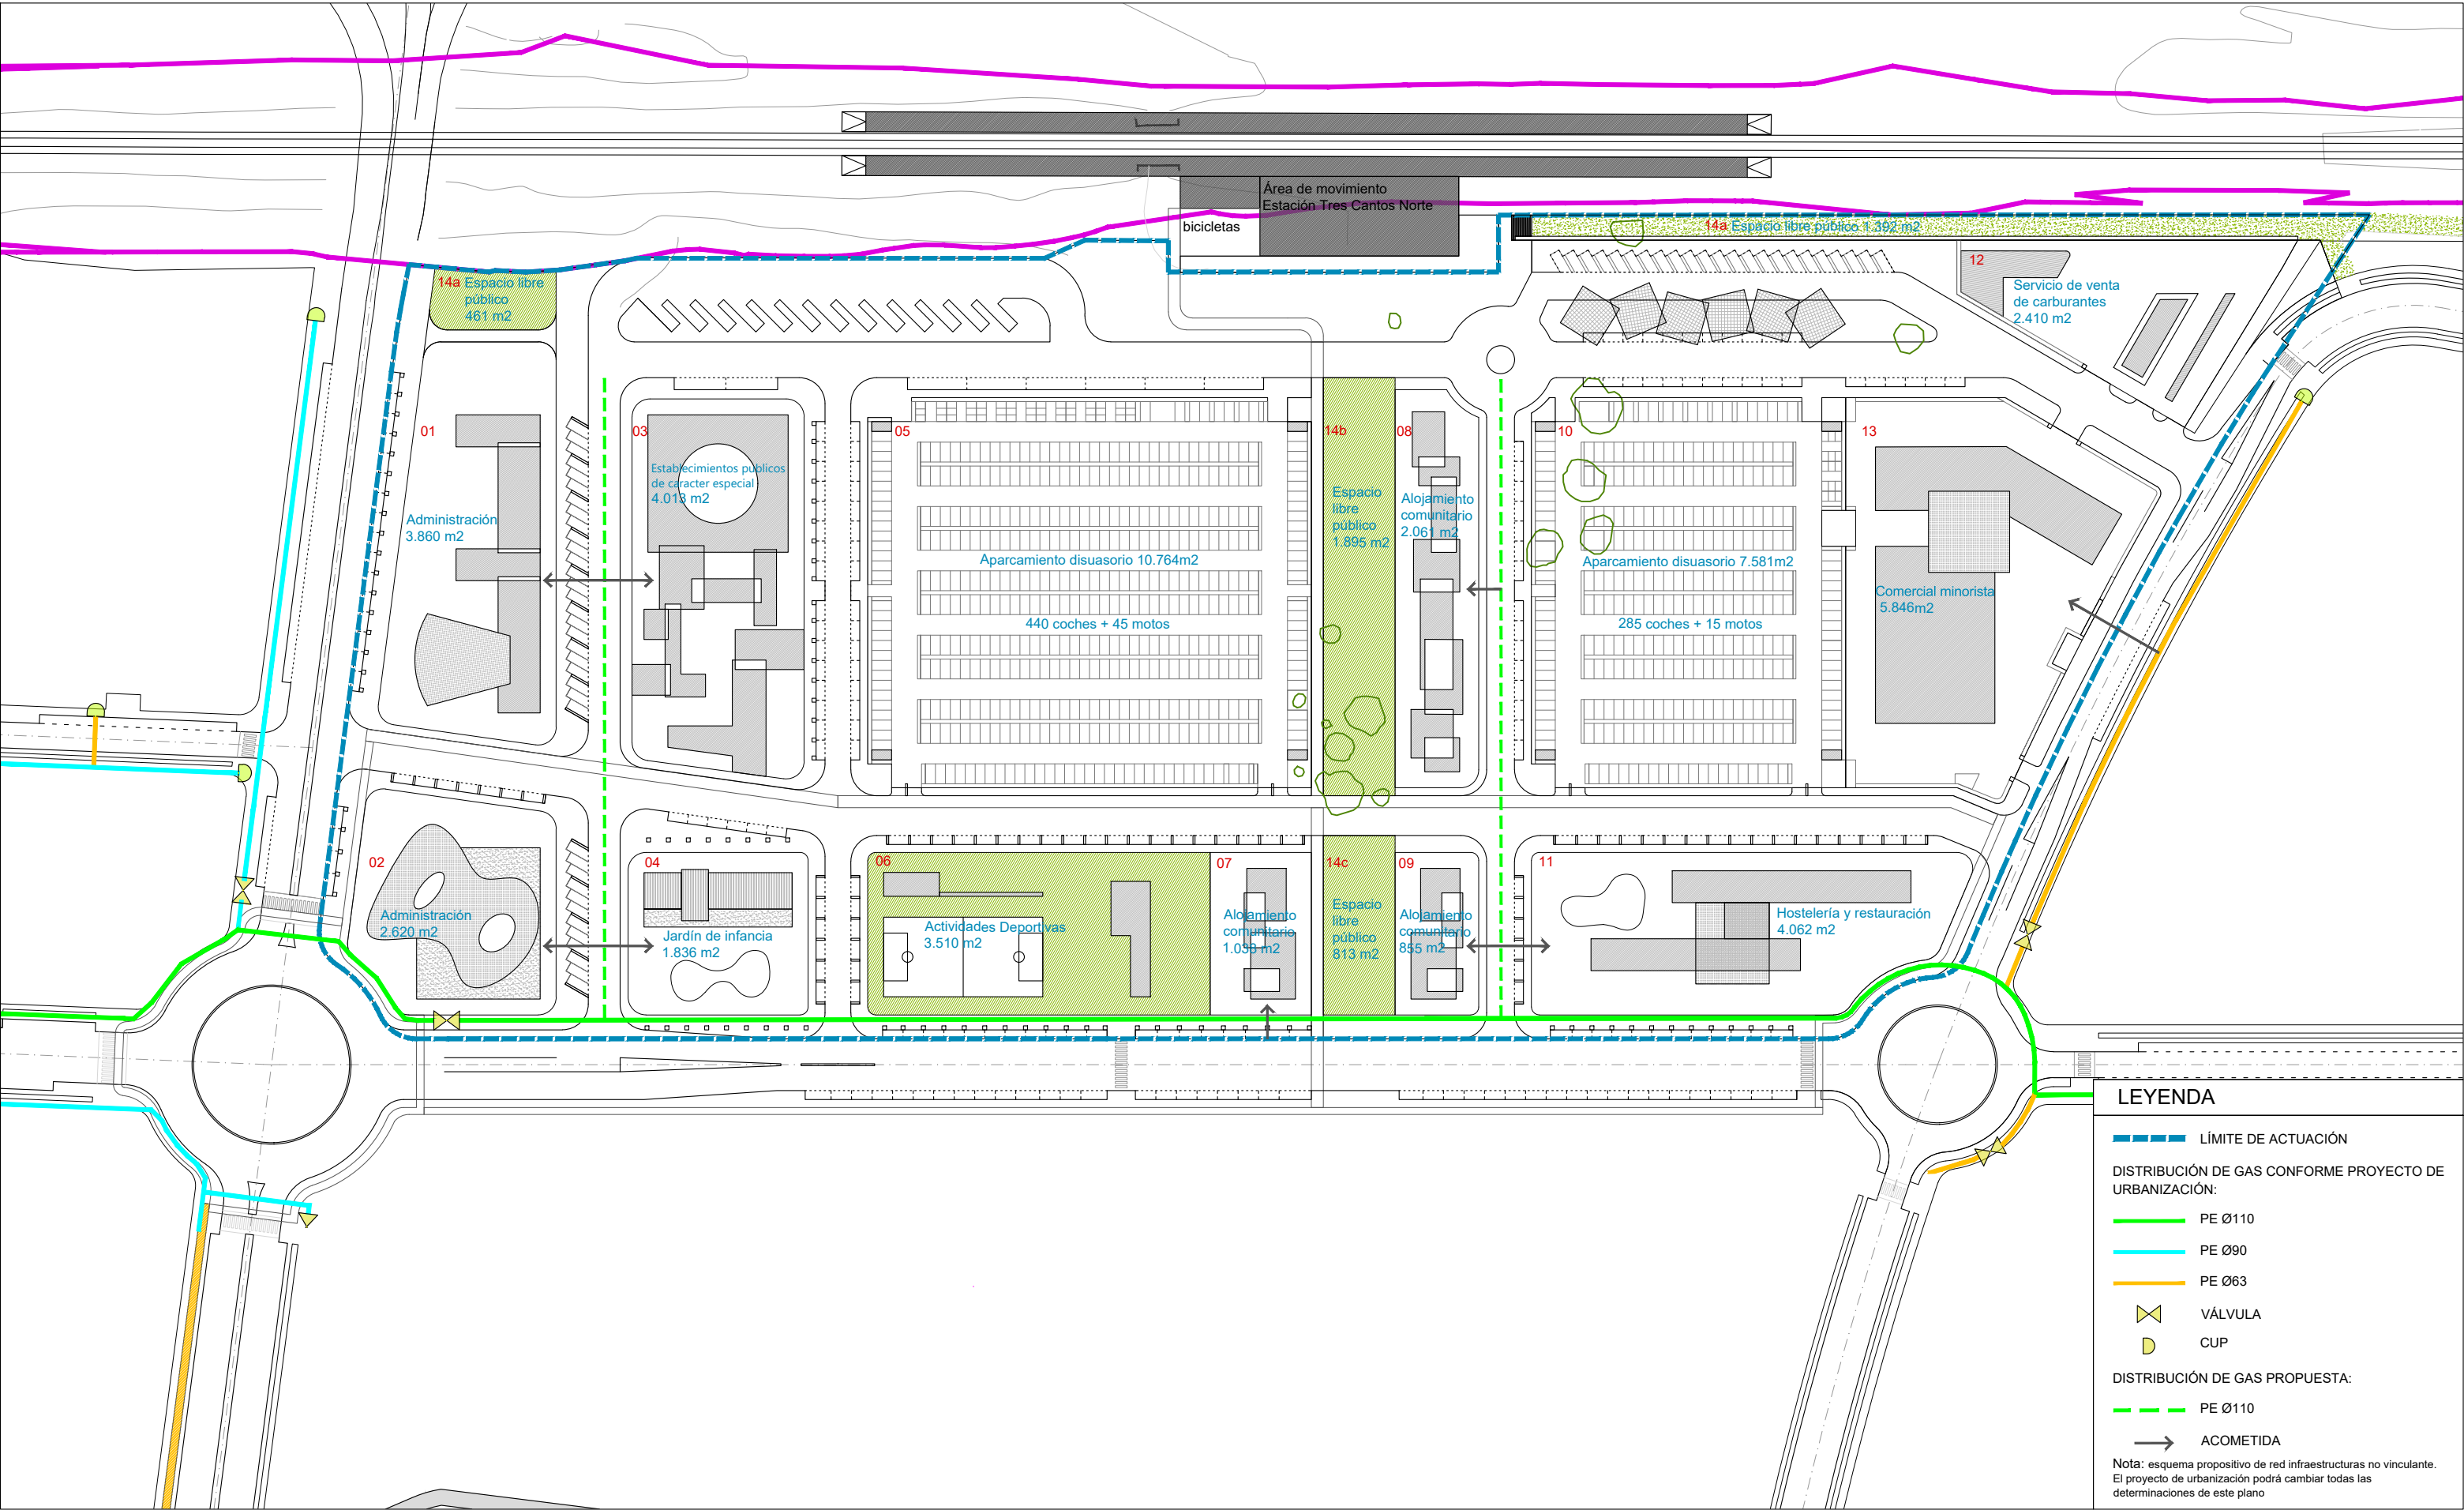 Área de movimiento
Estación Tres Cantos Norte
bicicletas
14a Espacio libre público 1.392 m2
14a Espacio libre
público
461 m2
12
Servicio de venta
de carburantes
2.410 m2
01
Administración
3.860 m2
03
Establecimientos publicos
de caracter especial
4.013 m2
05
Aparcamiento disuasorio 10.764m2
440 coches + 45 motos
14b
Espacio
libre
público
1.895 m2
08
Alojamiento
comunitario
2.061 m2
10
Aparcamiento disuasorio 7.581m2
285 coches + 15 motos
13
Comercial minorista
5.846m2
02
Administración
2.620 m2
04
Jardín de infancia
1.836 m2
06
Actividades Deportivas
3.510 m2
07
Alojamiento
comunitario
m2
14c
Espacio
libre
público
813 m2
09
Alojamiento
comunitario
855 m2
11
Hostelería y restauración
4.062 m2
LEYENDA
LÍMITE DE ACTUACIÓN
DISTRIBUCIÓN DE GAS CONFORME PROYECTO DE
URBANIZACIÓN:
PE Ø110
PE Ø90
PE Ø63
VÁLVULA
CUP
DISTRIBUCIÓN DE GAS PROPUESTA:
PE Ø110
ACOMETIDA
Nota: esquema propositivo de red infraestructuras no vinculante.
El proyecto de urbanización podrá cambiar todas las
determinaciones de este plano